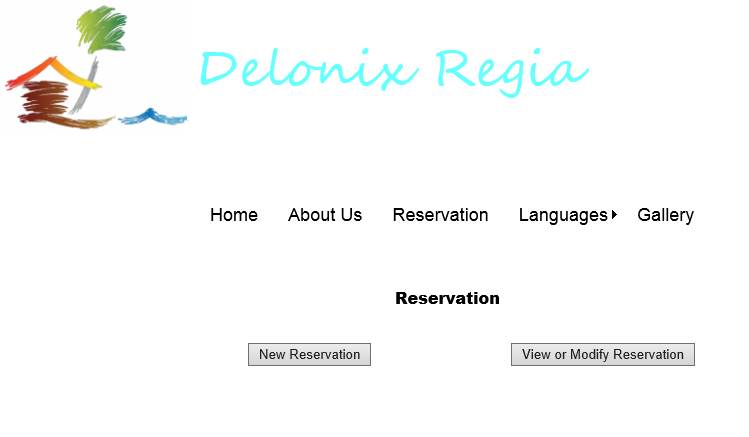 Delonix Regia
Home About Us Reservation Languages Gallery
Reservation
New Reservation View or Modify Reservation